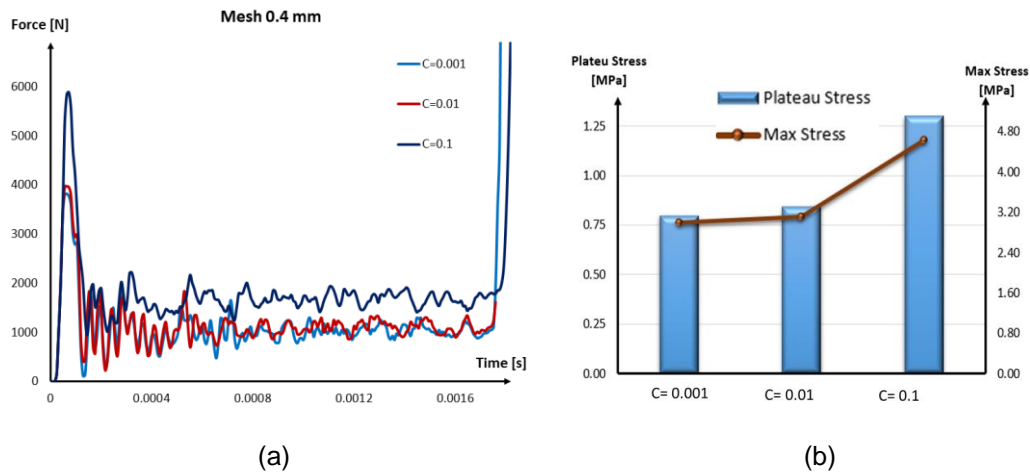 Mesh 0.4 mm
Force [N]
6000
5000
4000
3000
2000
1000
0
C=0.001
C=0.01
C=0.1
Time [s]
0
0.0004
0.0008
0.0012
0.0016
(a)
Plateu Stress
[MPa]
Max Stress
[MPa]
Plateau Stress
Max Stress
1.25
1.00
0.75
0.50
0.25
0.00
4.80
4.00
3.20
2.40
1.60
0.80
0.00
C= 0.001
C= 0.01
C= 0.1
(b)